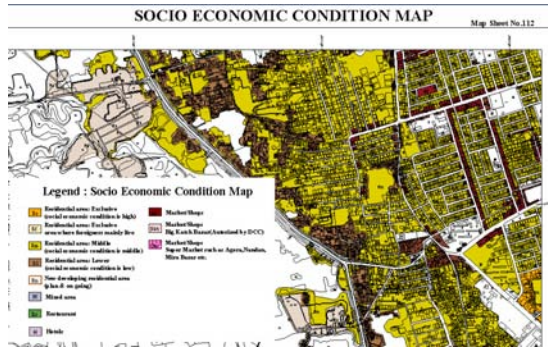 SOCIO ECONOMIC CONDITION MAP
Map Sheet No.112
Legend : Socio Economic Condition Map
Residential area: Exclusive
(social economic condition is high)
Residential area: Exclusive
area where foreigners mainly live
Residential area: Middle
(social economic condition is middle)
Residential area: Lower
(social economic condition is low)
New developing residential area
(plan & on going)
Mixed area
Restaurant
Hotels
Market/Shops
Market/Shops
Big Katch Bazar(Autorized by DCC)
Market/Shops
Super Market such as Agora,Nandan,
Mina Bazar etc.